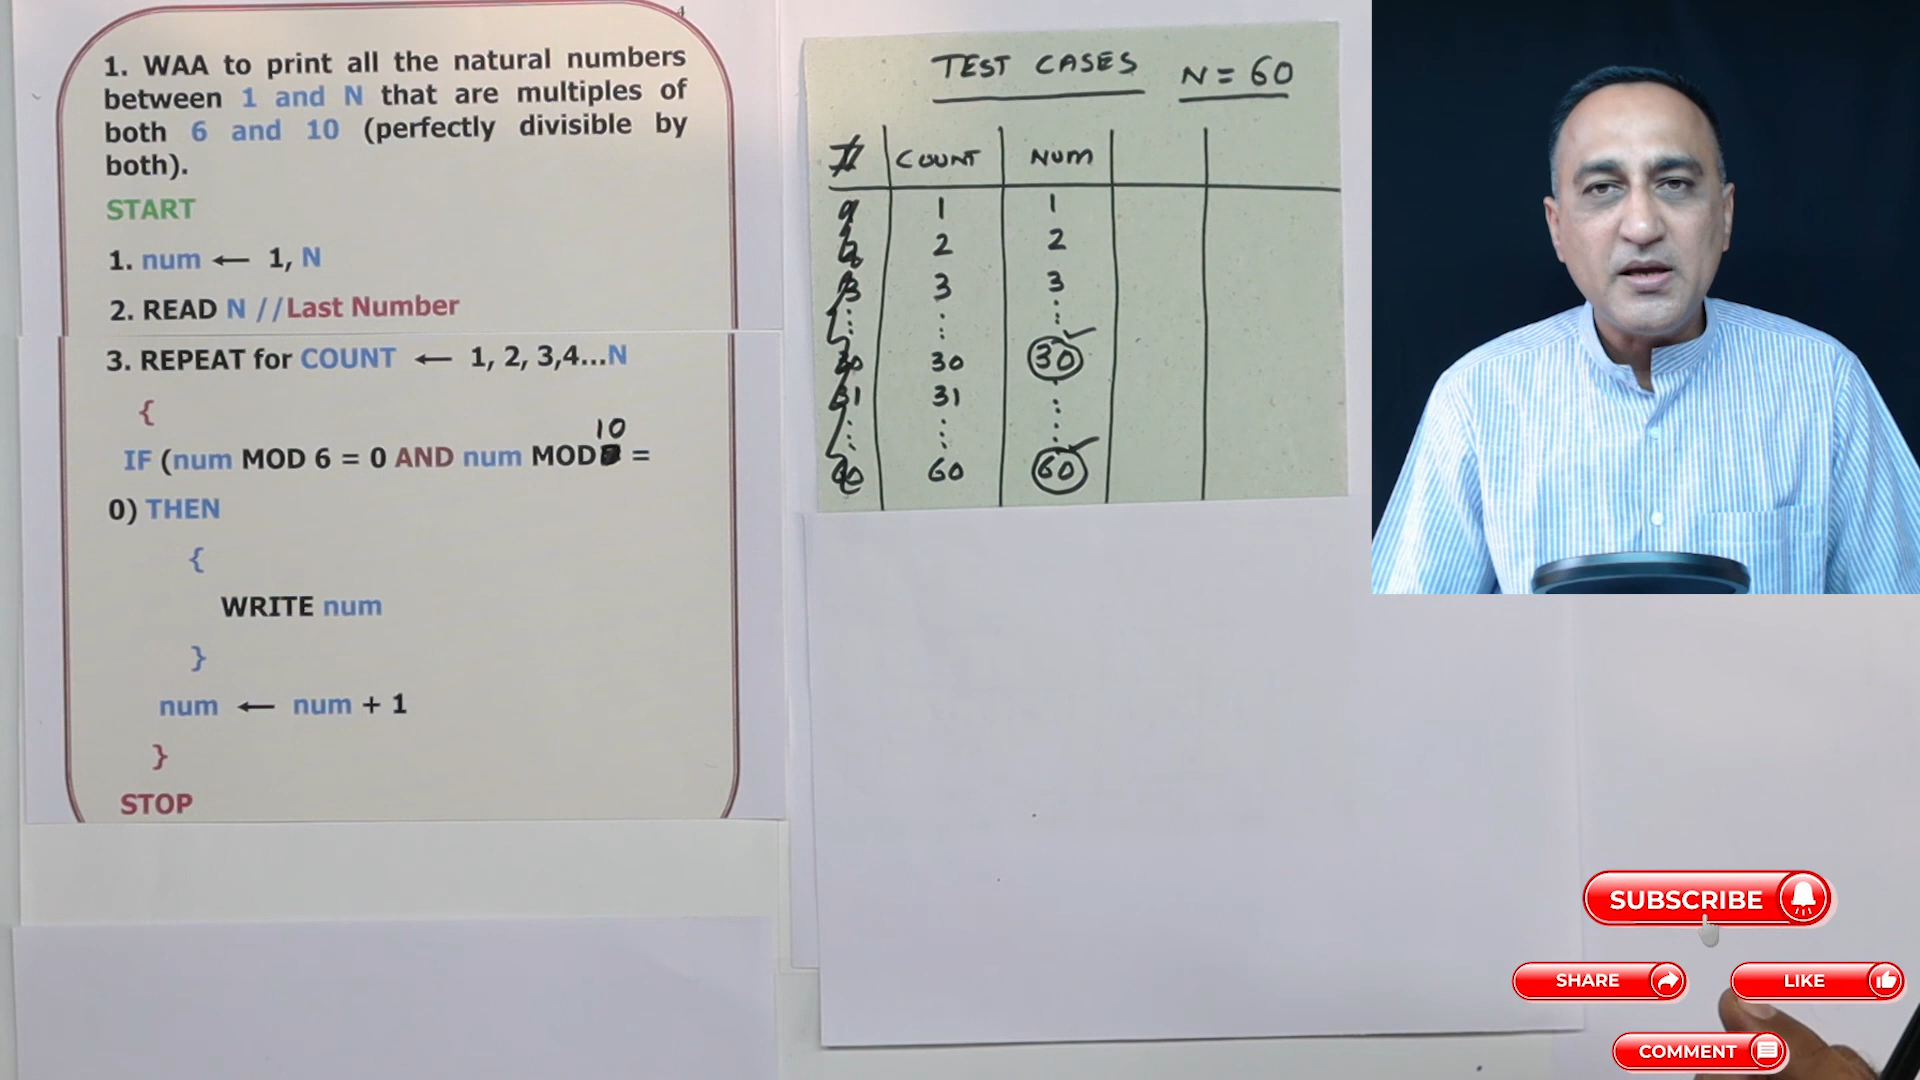 1. WAA to print all the natural numbers
between 1 and N that are multiples of
both 6 and 10 (perfectly divisible by
both).
START
1. num ← 1, N
2. READ N //Last Number
3. REPEAT for COUNT ← 1, 2, 3,4...N
{
10
IF (num MOD 6 = 0 AND num MOD =
0) THEN
{
WRITE num
}
num ← num + 1
}
STOP
TEST CASES N = 60
# COUNT NUM
1 1
2 2
3 3 3
⋮ ⋮ ⋮
30 30 30
31 31 ⋮
⋮ ⋮
60 60 60
SUBSCRIBE
SHARE LIKE
COMMENT